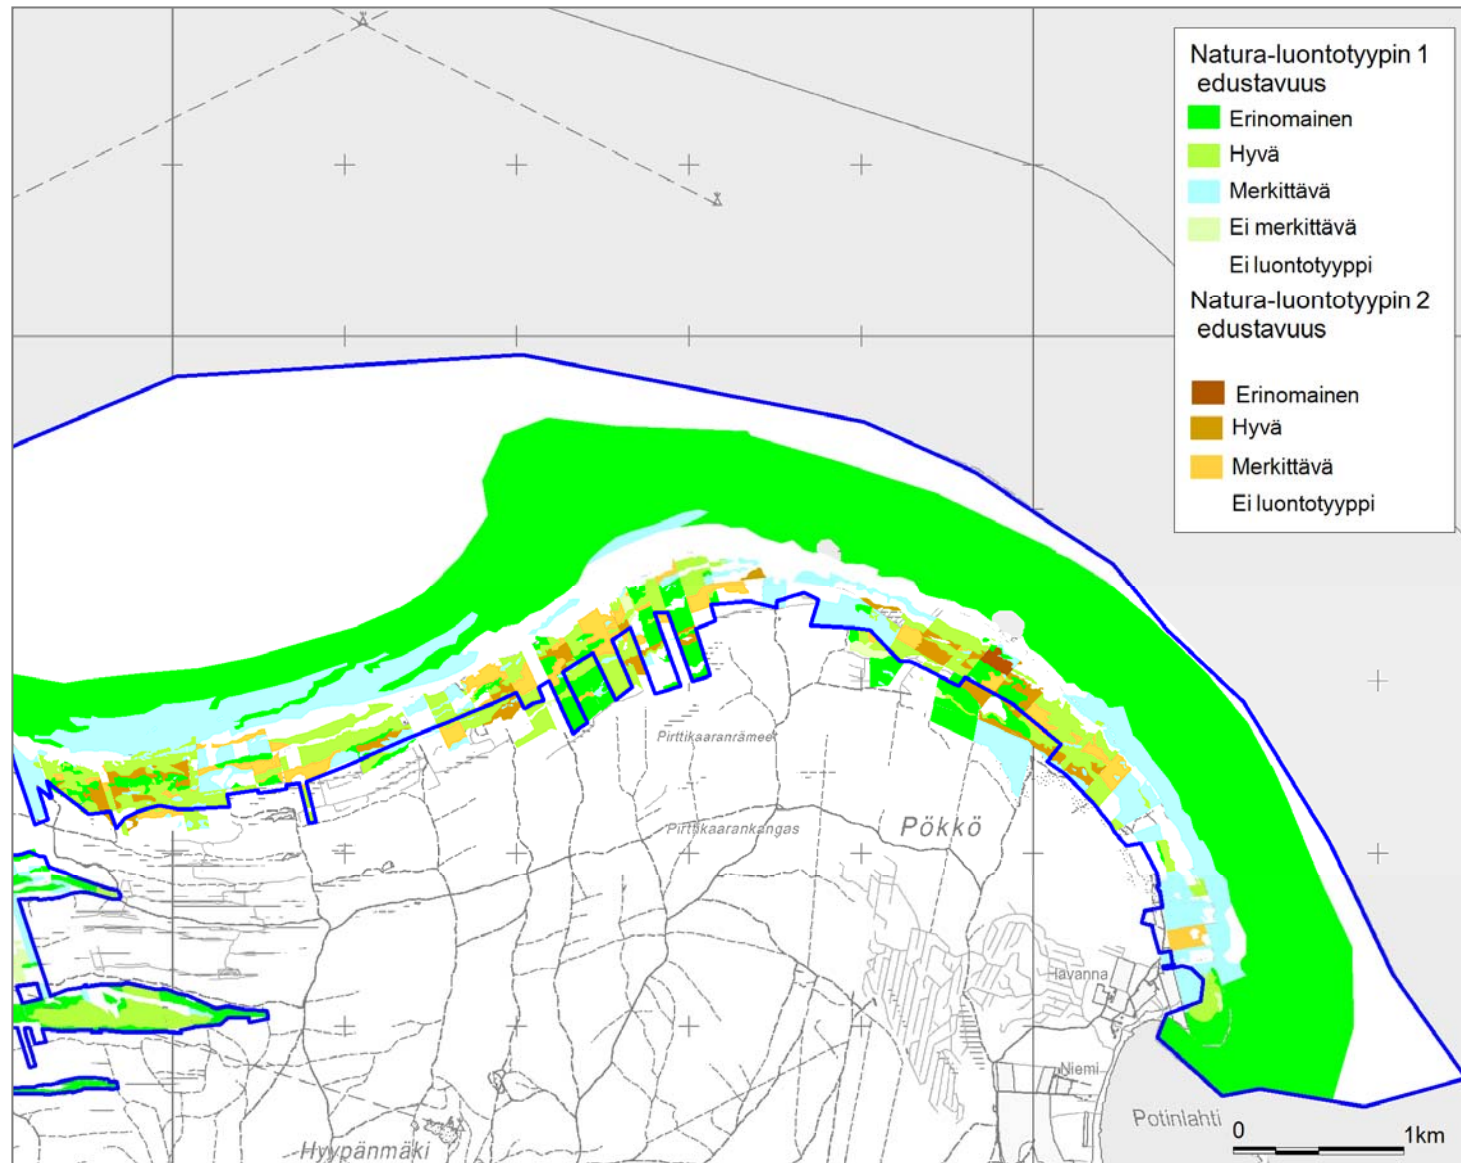 Natura-luontotyypin 1
edustavuus
Erinomainen
Hyvä
Merkittävä
Ei merkittävä
Ei luontotyyppi
Natura-luontotyypin 2
edustavuus
Erinomainen
Hyvä
Merkittävä
Ei luontotyyppi
Pirttikaaranrämeet
Pirttikaarankangas
Pökkö
Havanna
Niemi
Potinlahti
Hyypänmäki
0 1km